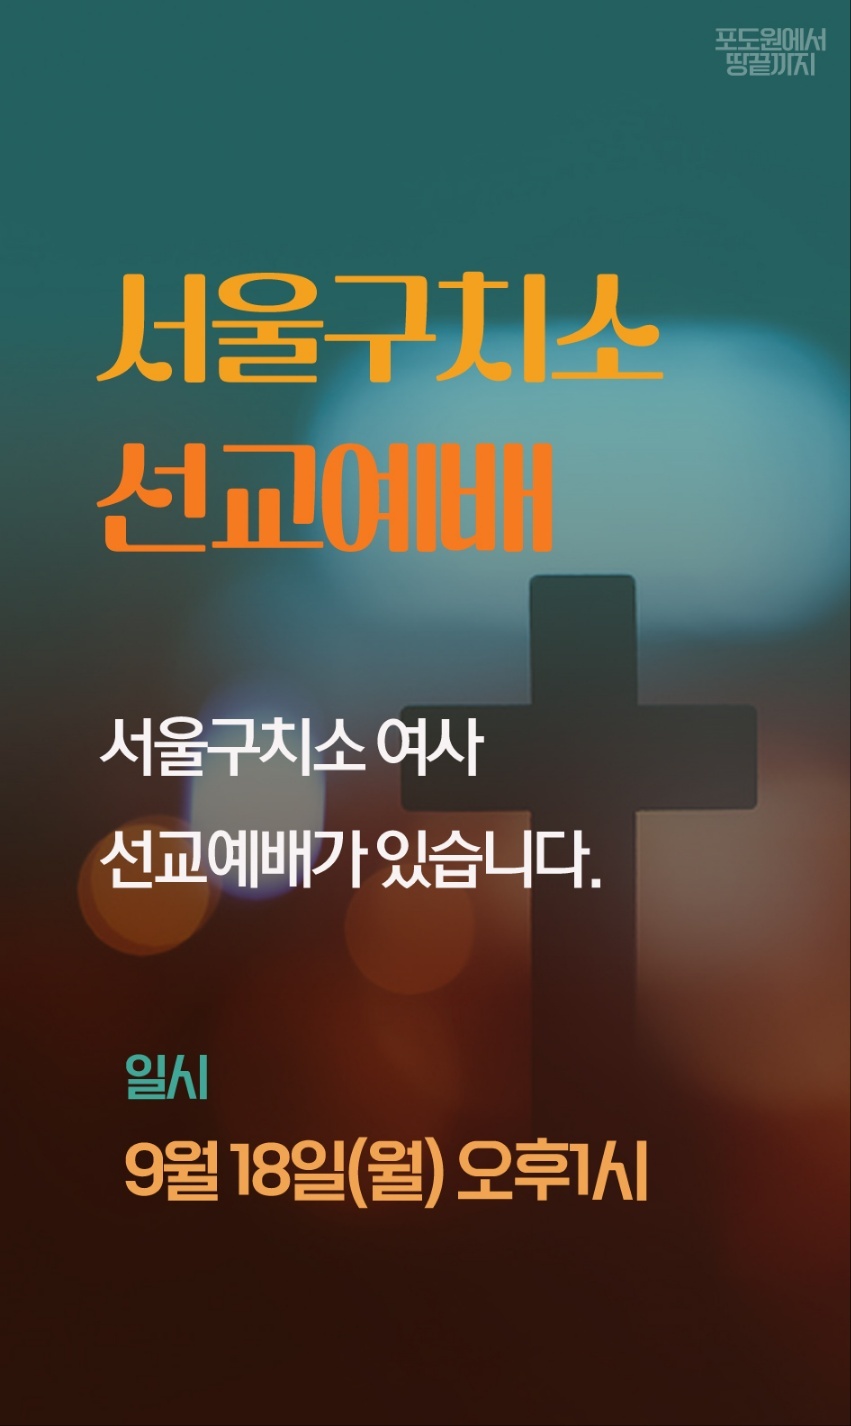 포도원에서
땅끝까지
서울구치소
선교예배
서울구치소 여사
선교예배가 있습니다.
일시
9월 18일(월) 오후1시